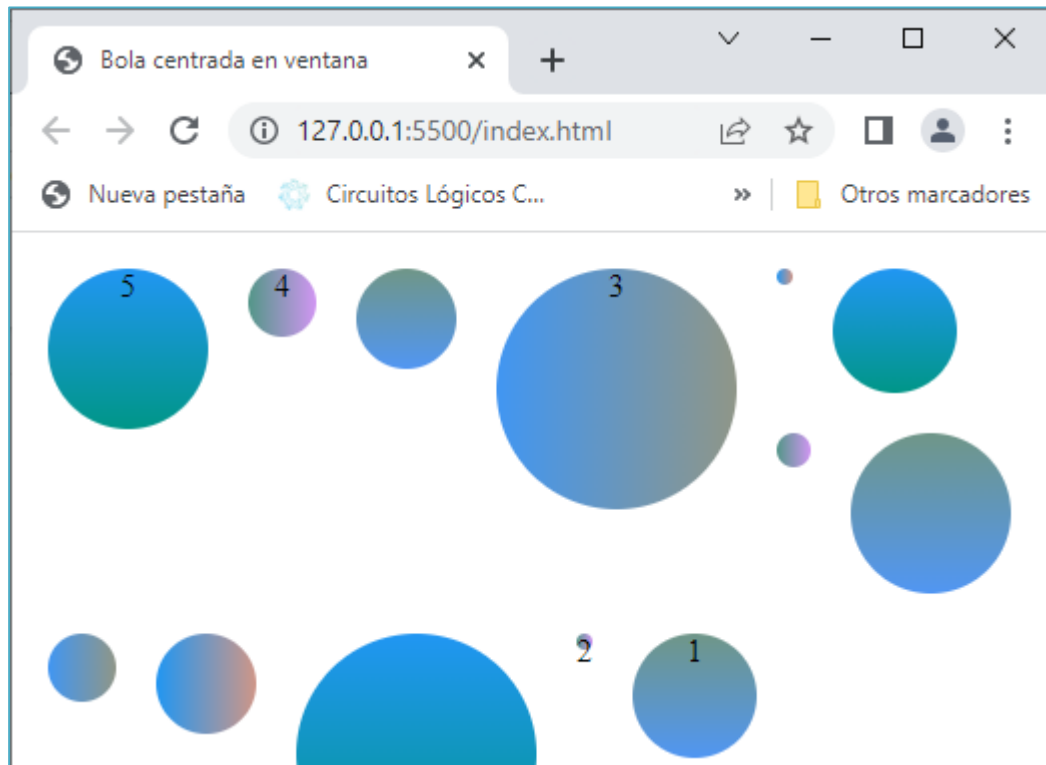 Bola centrada en ventana
127.0.0.1:5500/index.html
Nueva pestaña Circuitos Lógicos C... » Otros marcadores
5 4 3
2 1